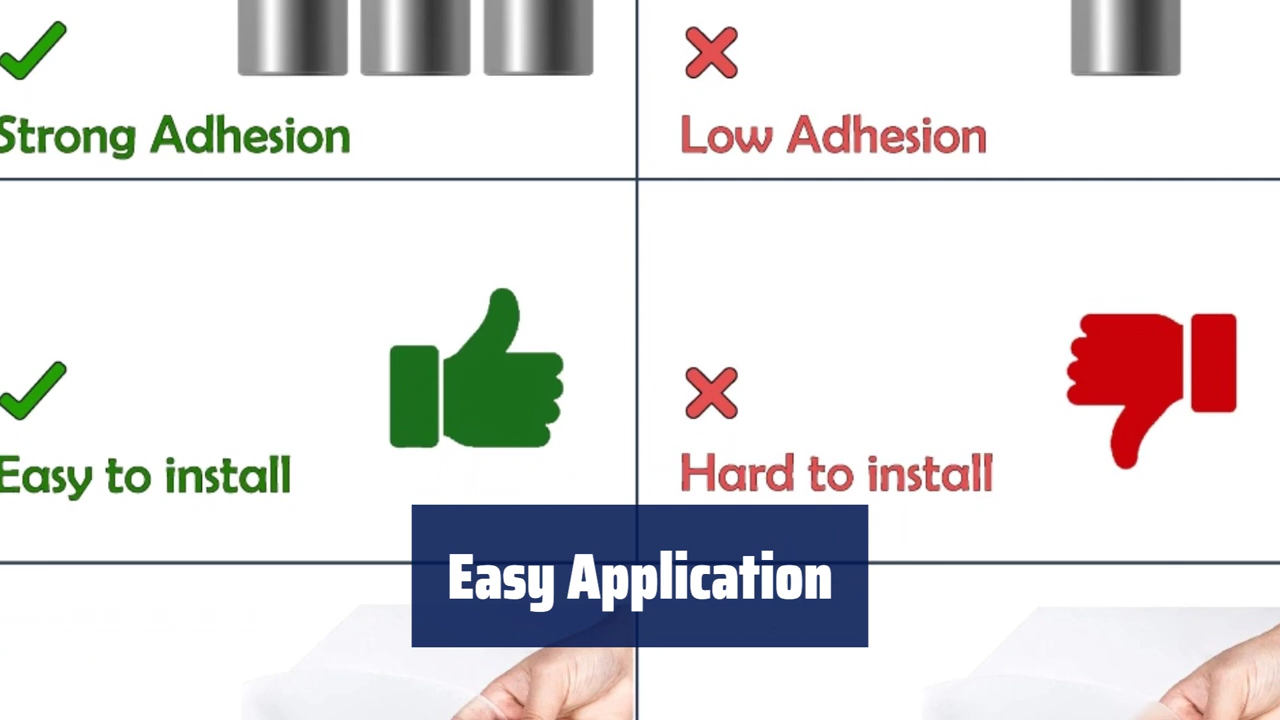 Strong Adhesion
Low Adhesion
Easy to install
Hard to install
Easy Application